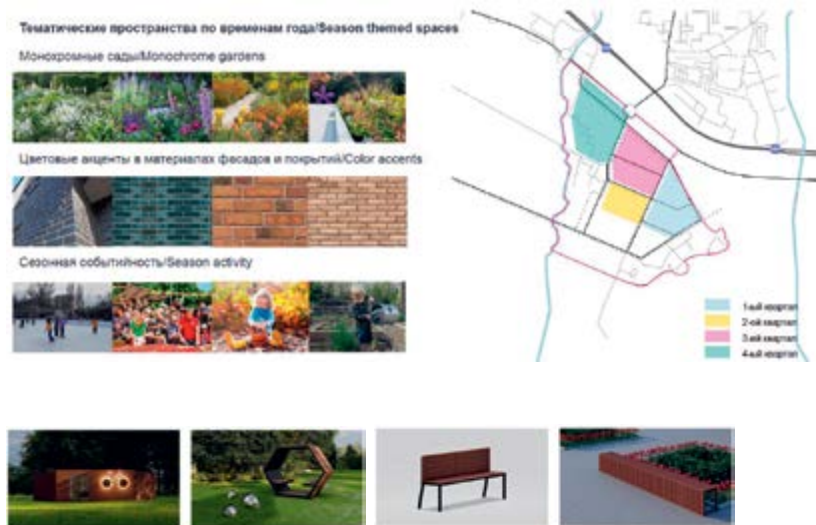 Тематические пространства по временам года/Season themed spaces
Монохромные сады/Monochrome gardens
Цветовые акценты в материалах фасадов и покрытий/Color accents
Сезонная событийность/Season activity
1-ый квартал
2-ой квартал
3-ий квартал
4-ый квартал